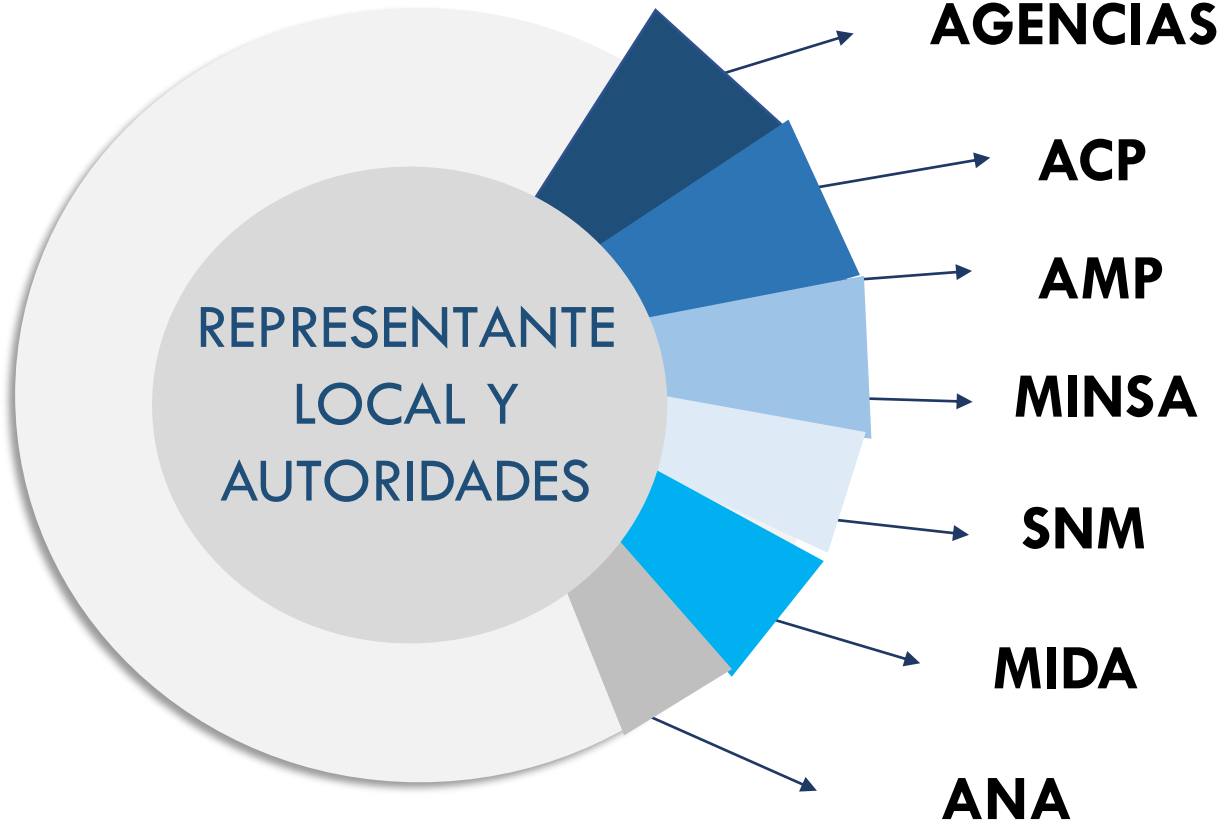 AGENCIAS
ACP
AMP
MINSA
SNM
MIDA
ANA
REPRESENTANTE
LOCAL Y
AUTORIDADES